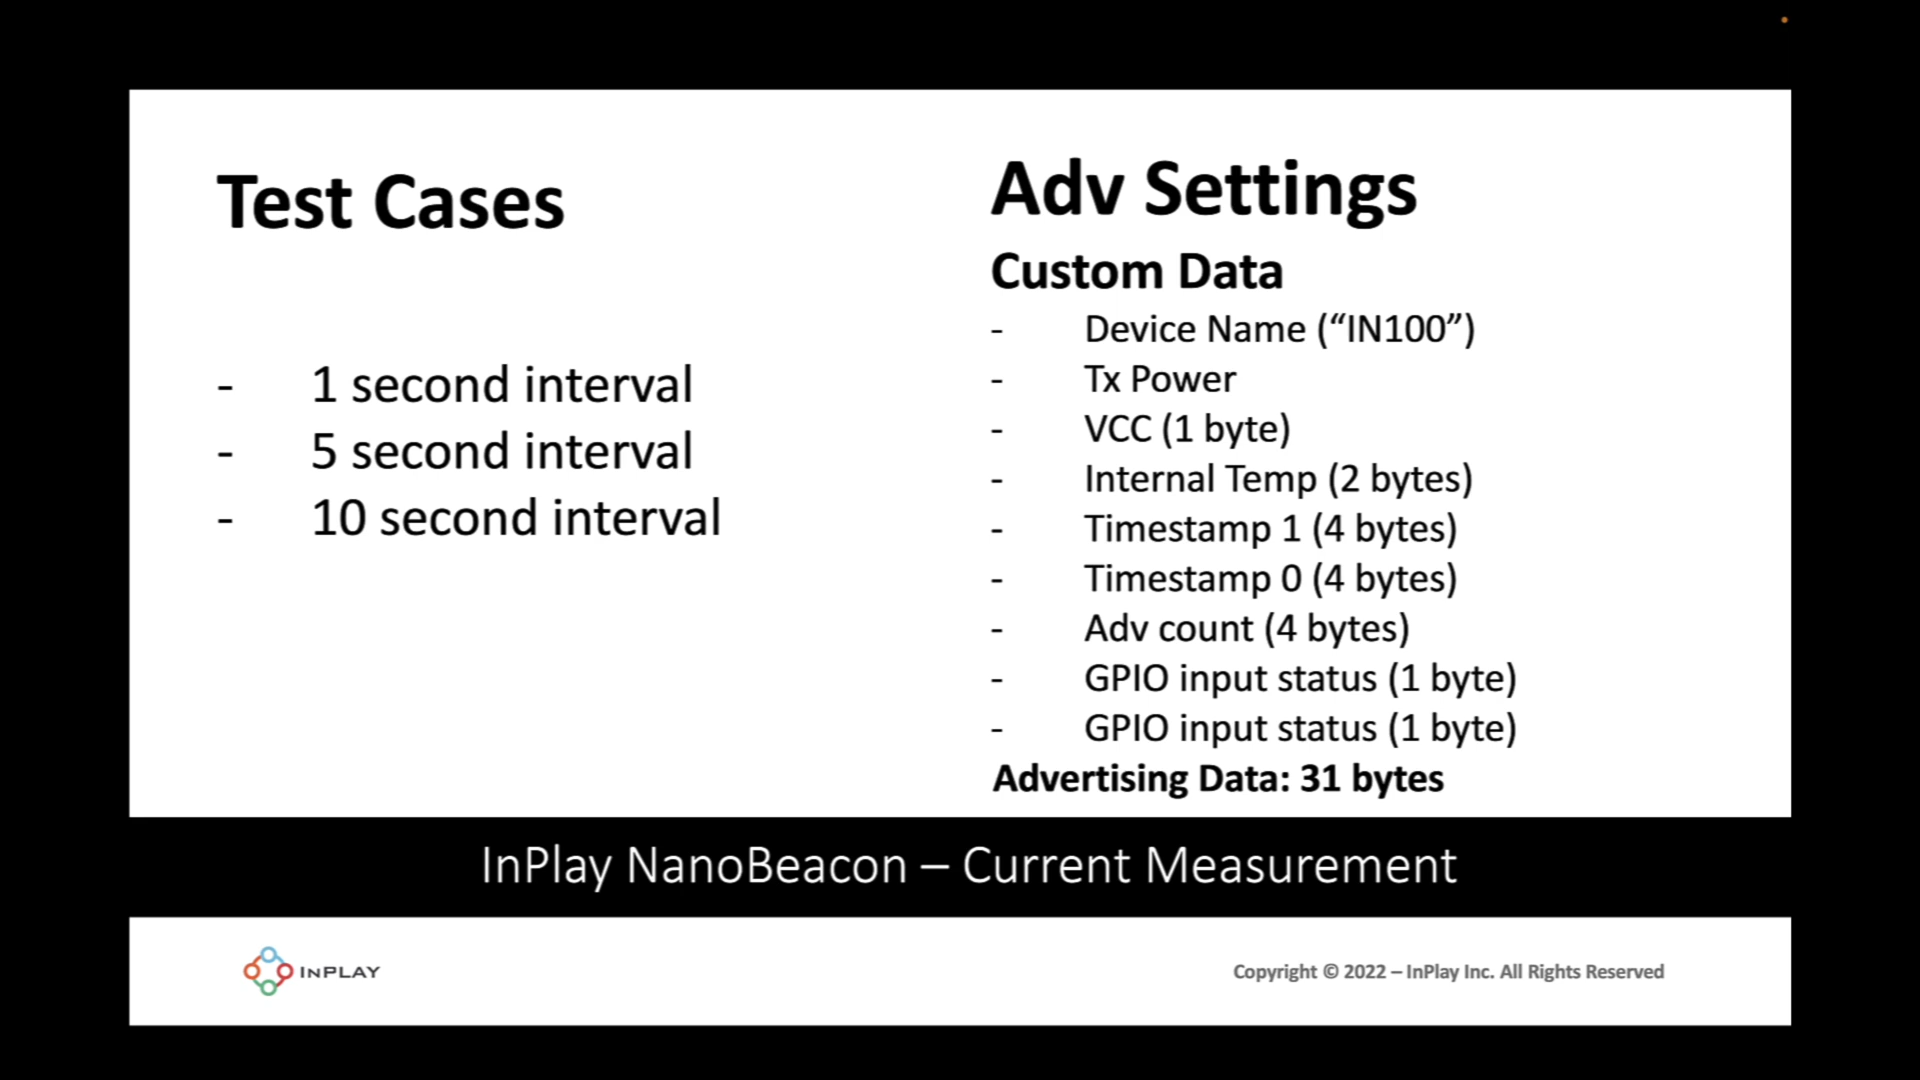 Test Cases
- 1 second interval
- 5 second interval
- 10 second interval
Adv Settings
Custom Data
- Device Name (“IN100”)
- Tx Power
- VCC (1 byte)
- Internal Temp (2 bytes)
- Timestamp 1 (4 bytes)
- Timestamp 0 (4 bytes)
- Adv count (4 bytes)
- GPIO input status (1 byte)
- GPIO input status (1 byte)
Advertising Data: 31 bytes
InPlay NanoBeacon – Current Measurement
INPLAY
Copyright © 2022 – InPlay Inc. All Rights Reserved